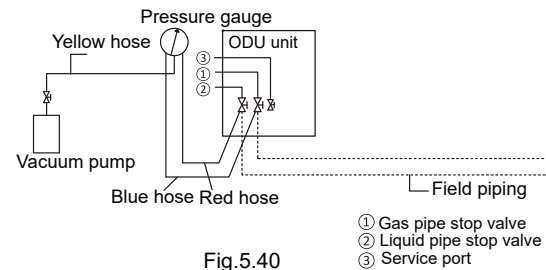 Pressure gauge
Yellow hose
ODU unit
③
①
②
Vacuum pump
Blue hose Red hose
Field piping
① Gas pipe stop valve
② Liquid pipe stop valve
③ Service port
Fig.5.40